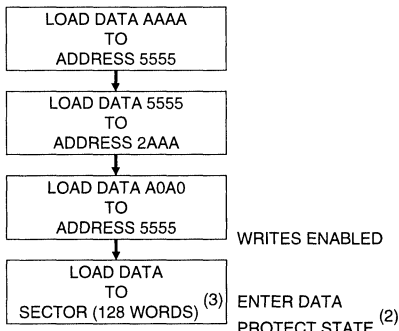 LOAD DATA AAAA
TO
ADDRESS 5555
LOAD DATA 5555
TO
ADDRESS 2AAA
LOAD DATA A0A0
TO
ADDRESS 5555
WRITES ENABLED
LOAD DATA
TO
SECTOR (128 WORDS) (3)
ENTER DATA
PROTECT STATE (2)